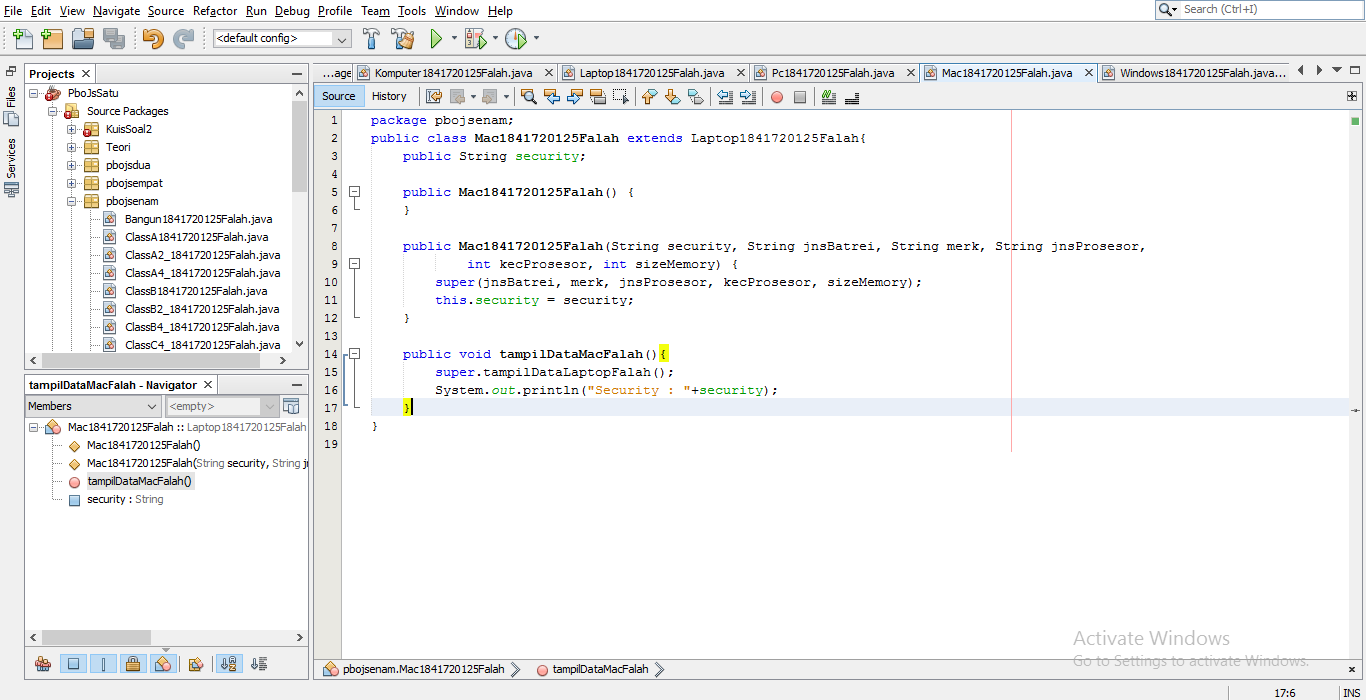 File Edit View Navigate Source Refactor Run Debug Profile Team Tools Window Help
Search (Ctrl+I)
<default config>
Files
Services
Projects
PboJsSatu
Source Packages
KuisSoal2
Teori
pbojsdua
pbojsempat
pbojsenam
Bangun1841720125Falah.java
ClassA1841720125Falah.java
ClassA2_1841720125Falah.java
ClassA4_1841720125Falah.java
ClassB1841720125Falah.java
ClassB2_1841720125Falah.java
ClassB4_1841720125Falah.java
ClassC4_1841720125Falah.java
tampilDataMacFalah - Navigator
Members <empty>
Mac1841720125Falah :: Laptop1841720125Falah
Mac1841720125Falah()
Mac1841720125Falah(String security, String j
tampilDataMacFalah()
security : String
...age Komputer1841720125Falah.java Laptop1841720125Falah.java Pc1841720125Falah.java Mac1841720125Falah.java Windows1841720125Falah.java...
Source History
1 package pbojsenam;
2 public class Mac1841720125Falah extends Laptop1841720125Falah{
3 public String security;
4
5 public Mac1841720125Falah() {
6 }
7
8 public Mac1841720125Falah(String security, String jnsBatrei, String merk, String jnsProsesor,
9 int kecProsesor, int sizeMemory) {
10 super(jnsBatrei, merk, jnsProsesor, kecProsesor, sizeMemory);
11 this.security = security;
12 }
13
14 public void tampilDataMacFalah(){
15 super.tampilDataLaptopFalah();
16 System.out.println("Security : "+security);
17 }
18 }
19
Activate Windows
Go to Settings to activate Windows.
pbojsenam.Mac1841720125Falah tampilDataMacFalah
17:6 INS